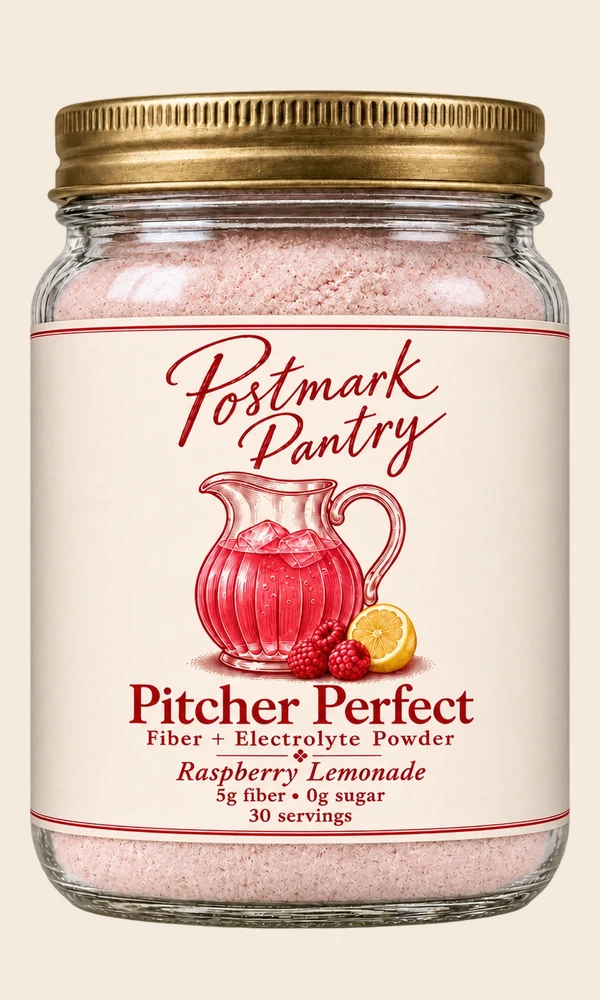 Postmark
Pantry
Pitcher Perfect
Fiber + Electrolyte Powder
Raspberry Lemonade
5g fiber • 0g sugar
30 servings